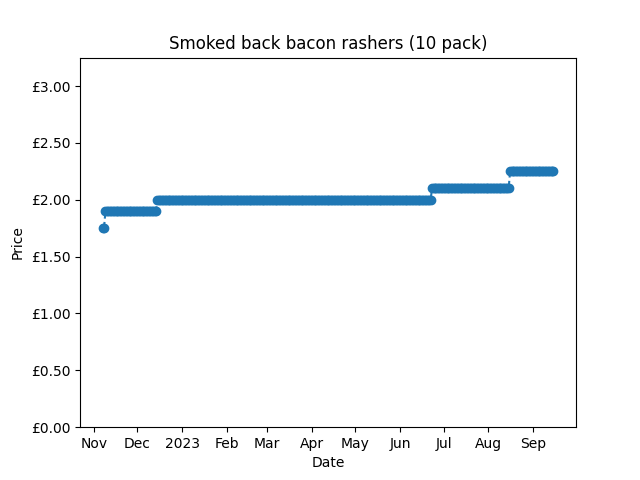 Smoked back bacon rashers (10 pack)
£3.00
£2.50
£2.00
£1.50
£1.00
£0.50
£0.00
Price
Nov Dec 2023 Feb Mar Apr May Jun Jul Aug Sep
Date